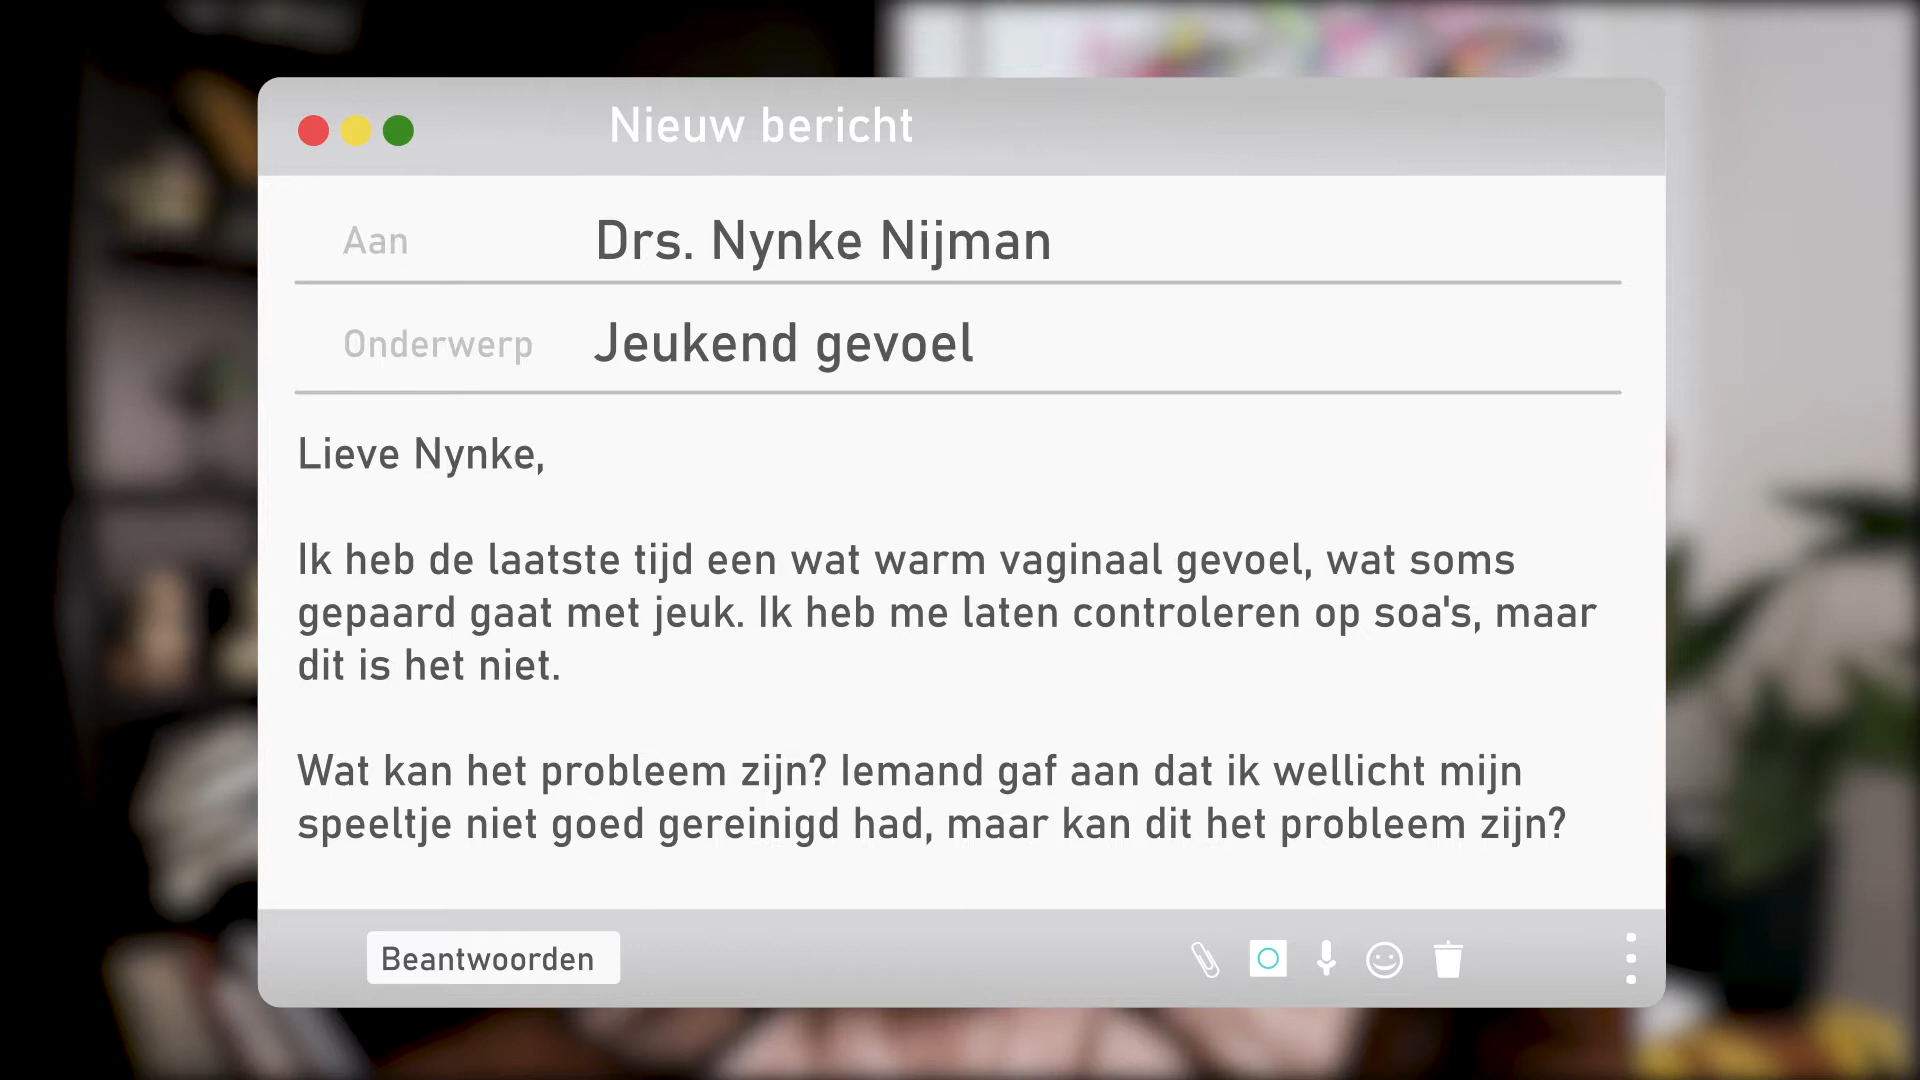 Nieuw bericht
Aan Drs. Nynke Nijman
Onderwerp Jeukend gevoel
Lieve Nynke,
Ik heb de laatste tijd een wat warm vaginaal gevoel, wat soms
gepaard gaat met jeuk. Ik heb me laten controleren op soa's, maar
dit is het niet.
Wat kan het probleem zijn? Iemand gaf aan dat ik wellicht mijn
speeltje niet goed gereinigd had, maar kan dit het probleem zijn?
Beantwoorden